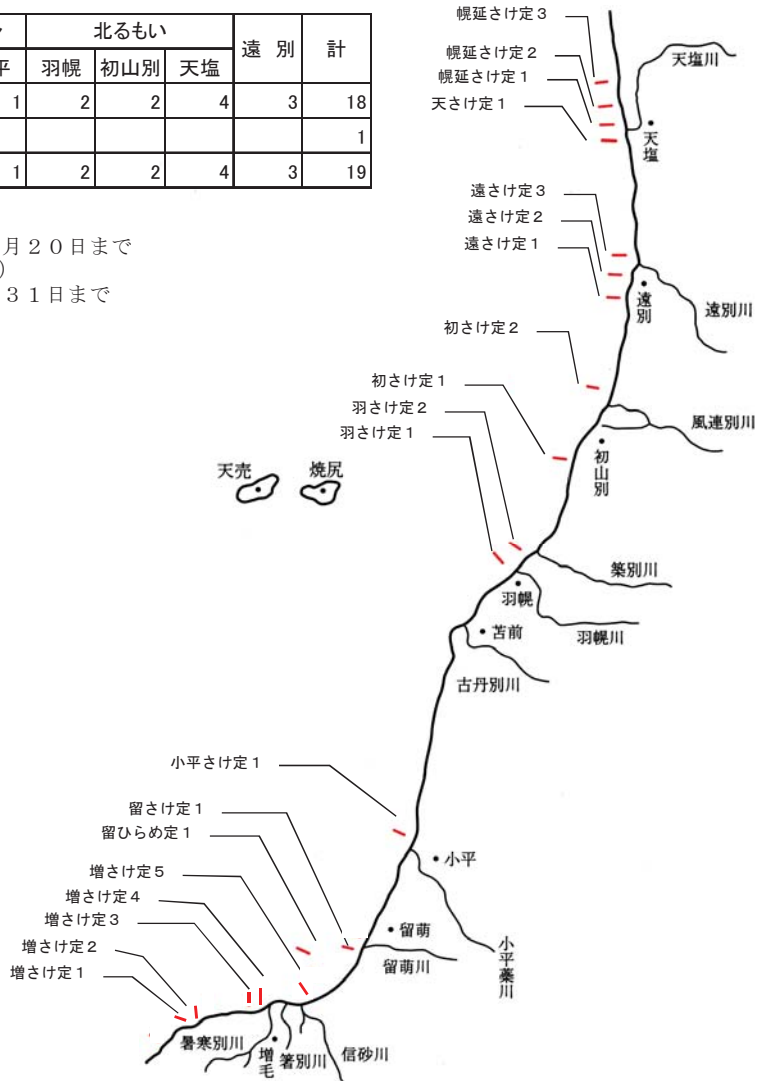 北るもい 遠別 計
平 羽幌 初山別 天塩
1 2 2 4 3 18
1
1 2 2 4 3 19
月２０日まで
）
３１日まで
幌延さけ定3
幌延さけ定2
幌延さけ定1
天さけ定1
天塩川
天塩
遠さけ定3
遠さけ定2
遠さけ定1
遠別
遠別川
初さけ定2
初さけ定1
羽さけ定2
羽さけ定1
風連別川
初山別
天売
焼尻
築別川
羽幌
羽幌川
苫前
古丹別川
小平さけ定1
留さけ定1
留ひらめ定1
増さけ定5
増さけ定4
増さけ定3
増さけ定2
増さけ定1
小平
小平蘂川
留萌
留萌川
暑寒別川
増毛
箸別川
信砂川